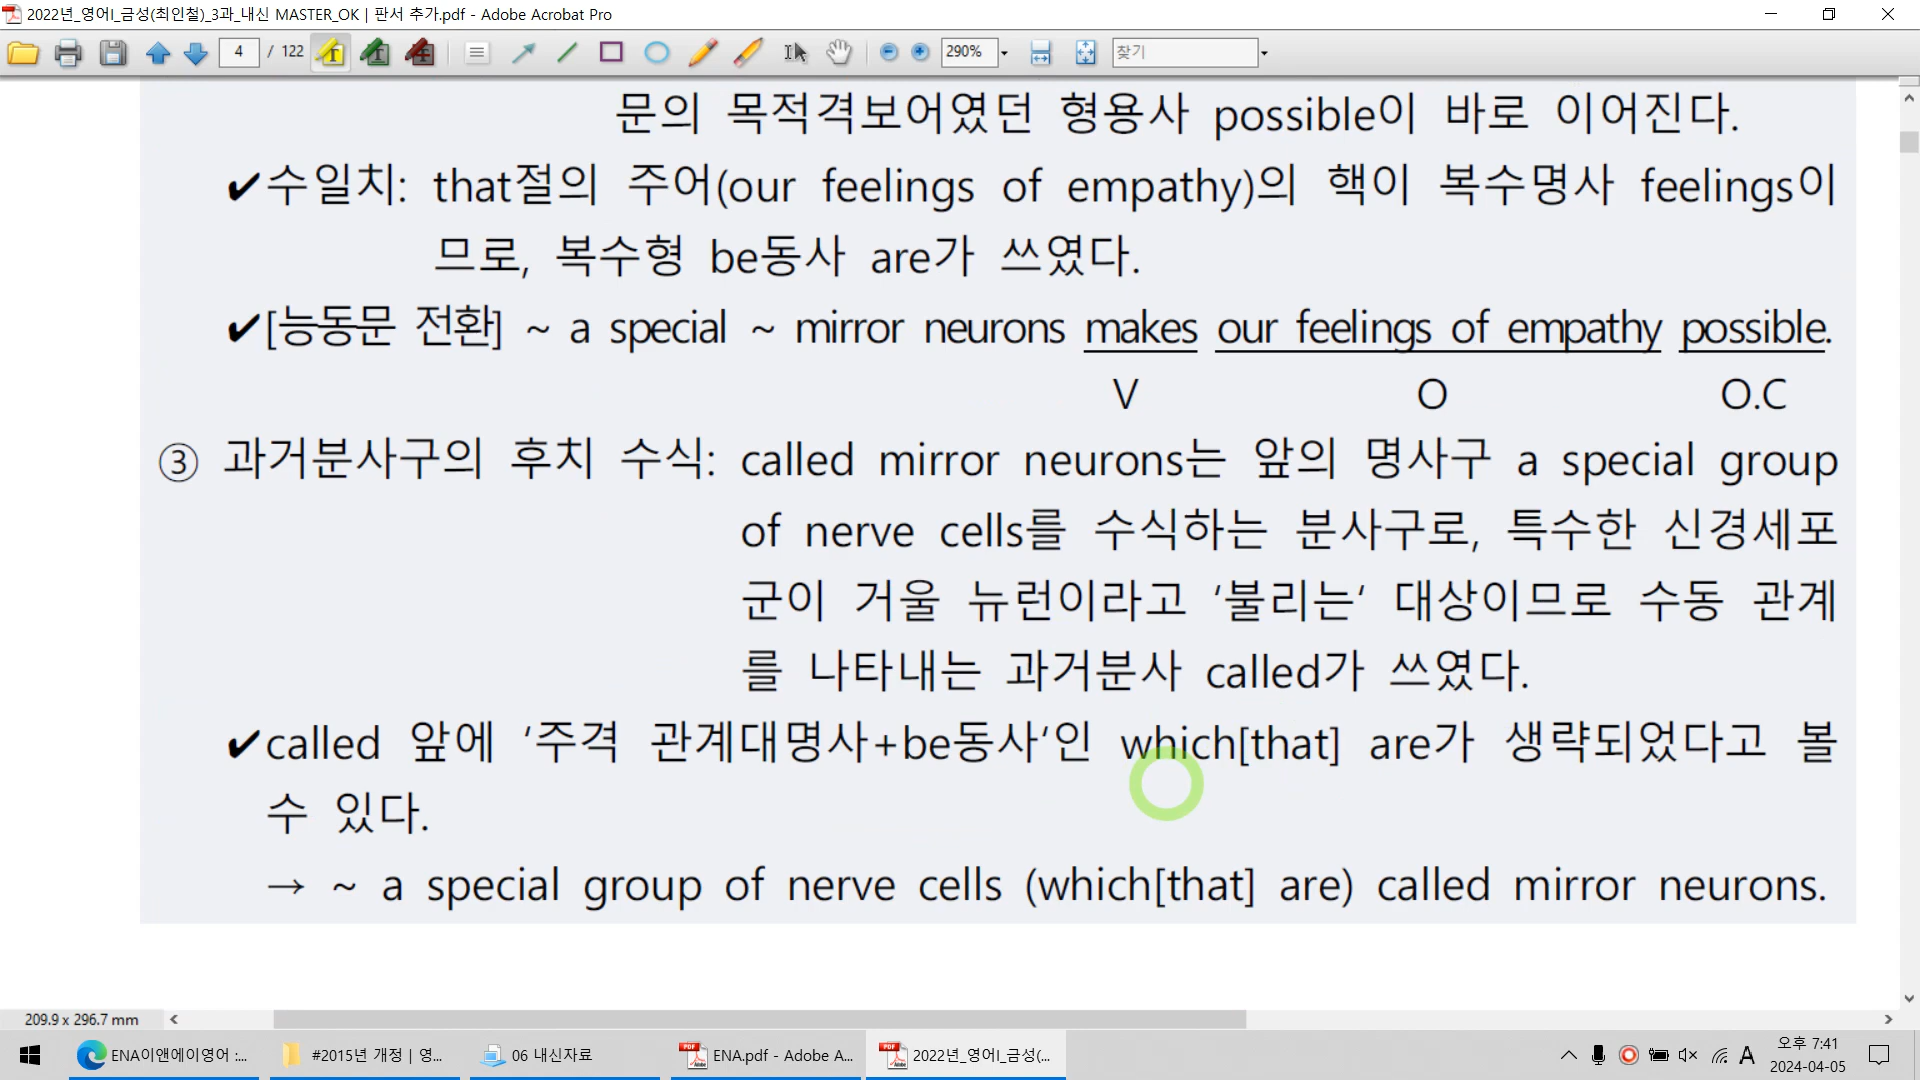 2022년_영어I_금성(최인철)_3과_내신 MASTER_OK | 판서 추가.pdf - Adobe Acrobat Pro
4 / 122 290% 찾기
문의 목적격보어였던 형용사 possible이 바로 이어진다.
✔수일치: that절의 주어(our feelings of empathy)의 핵이 복수명사 feelings이
므로, 복수형 be동사 are가 쓰였다.
✔[능동문 전환] ~ a special ~ mirror neurons makes our feelings of empathy possible.
V O O.C
③ 과거분사구의 후치 수식: called mirror neurons는 앞의 명사구 a special group
of nerve cells를 수식하는 분사구로, 특수한 신경세포
군이 거울 뉴런이라고 ‘불리는‘ 대상이므로 수동 관계
를 나타내는 과거분사 called가 쓰였다.
✔called 앞에 ‘주격 관계대명사+be동사‘인 which[that] are가 생략되었다고 볼
수 있다.
→ ~ a special group of nerve cells (which[that] are) called mirror neurons.
209.9 x 296.7 mm
ENA이앤에이영어 :... #2015년 개정 | 영... 06 내신자료 ENA.pdf - Adobe A... 2022년_영어I_금성(... A 오후 7:41
2024-04-05